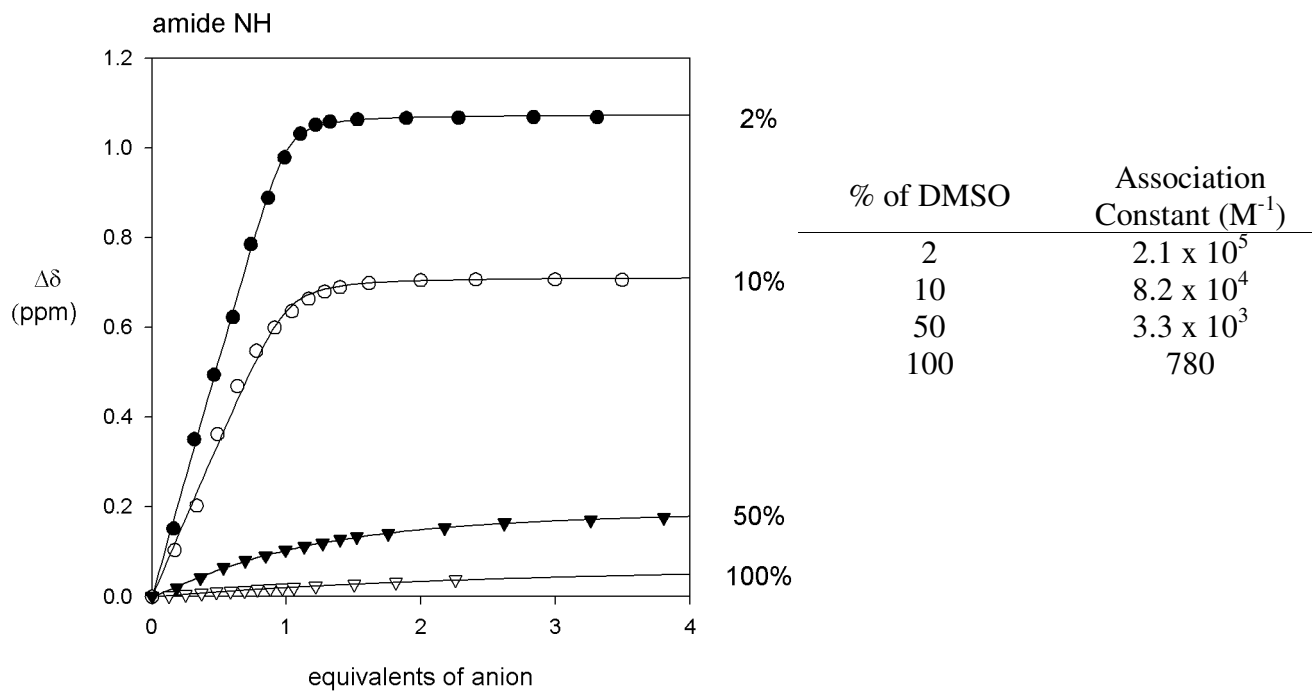 amide NH
1.2
1.0
0.8
0.6
0.4
0.2
0.0
Δδ
(ppm)
0 1 2 3 4
equivalents of anion
2%
10%
50%
100%
% of DMSO Association
Constant (M⁻¹)
2 2.1 x 10⁵
10 8.2 x 10⁴
50 3.3 x 10³
100 780